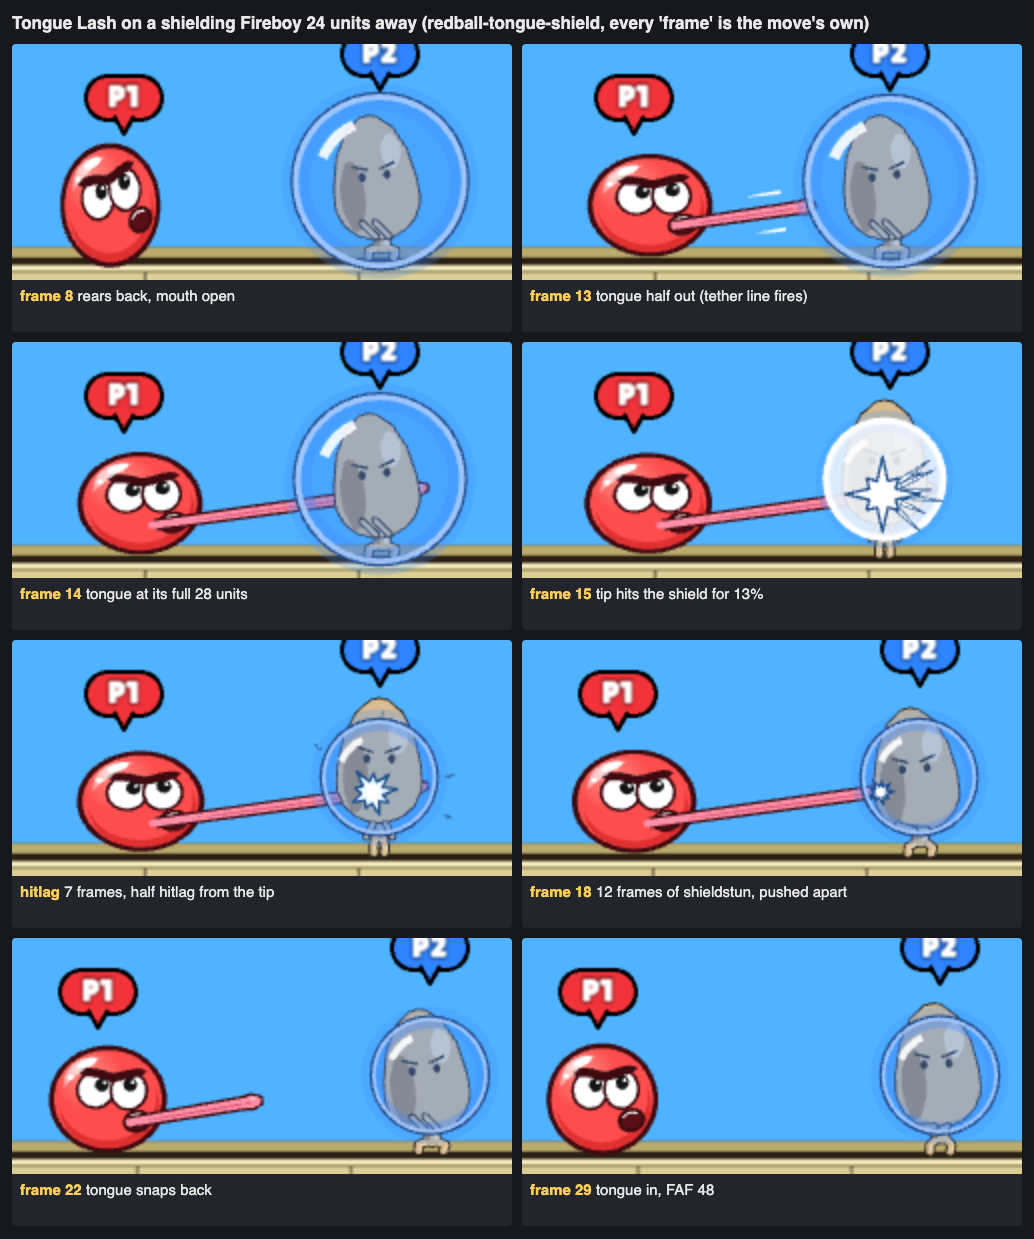 Tongue Lash on a shielding Fireboy 24 units away (redball-tongue-shield, every 'frame' is the move's own)
P1
P2
frame 8 rears back, mouth open
P1
P2
frame 13 tongue half out (tether line fires)
P1
P2
frame 14 tongue at its full 28 units
P1
P2
frame 15 tip hits the shield for 13%
P1
P2
hitlag 7 frames, half hitlag from the tip
P1
P2
frame 18 12 frames of shieldstun, pushed apart
P1
P2
frame 22 tongue snaps back
P1
P2
frame 29 tongue in, FAF 48